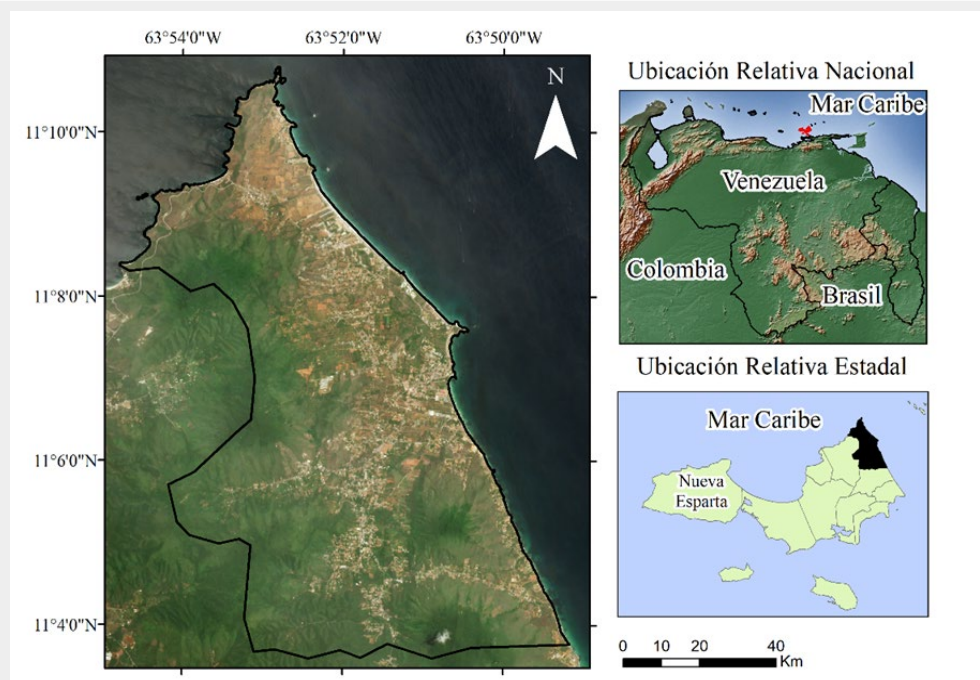 63°54'0"W
63°52'0"W
63°50'0"W
11°10'0"N
11°8'0"N
11°6'0"N
11°4'0"N
N
Ubicación Relativa Nacional
Mar Caribe
Venezuela
Colombia
Brasil
Ubicación Relativa Estadal
Mar Caribe
Nueva
Esparta
0 10 20 40
Km